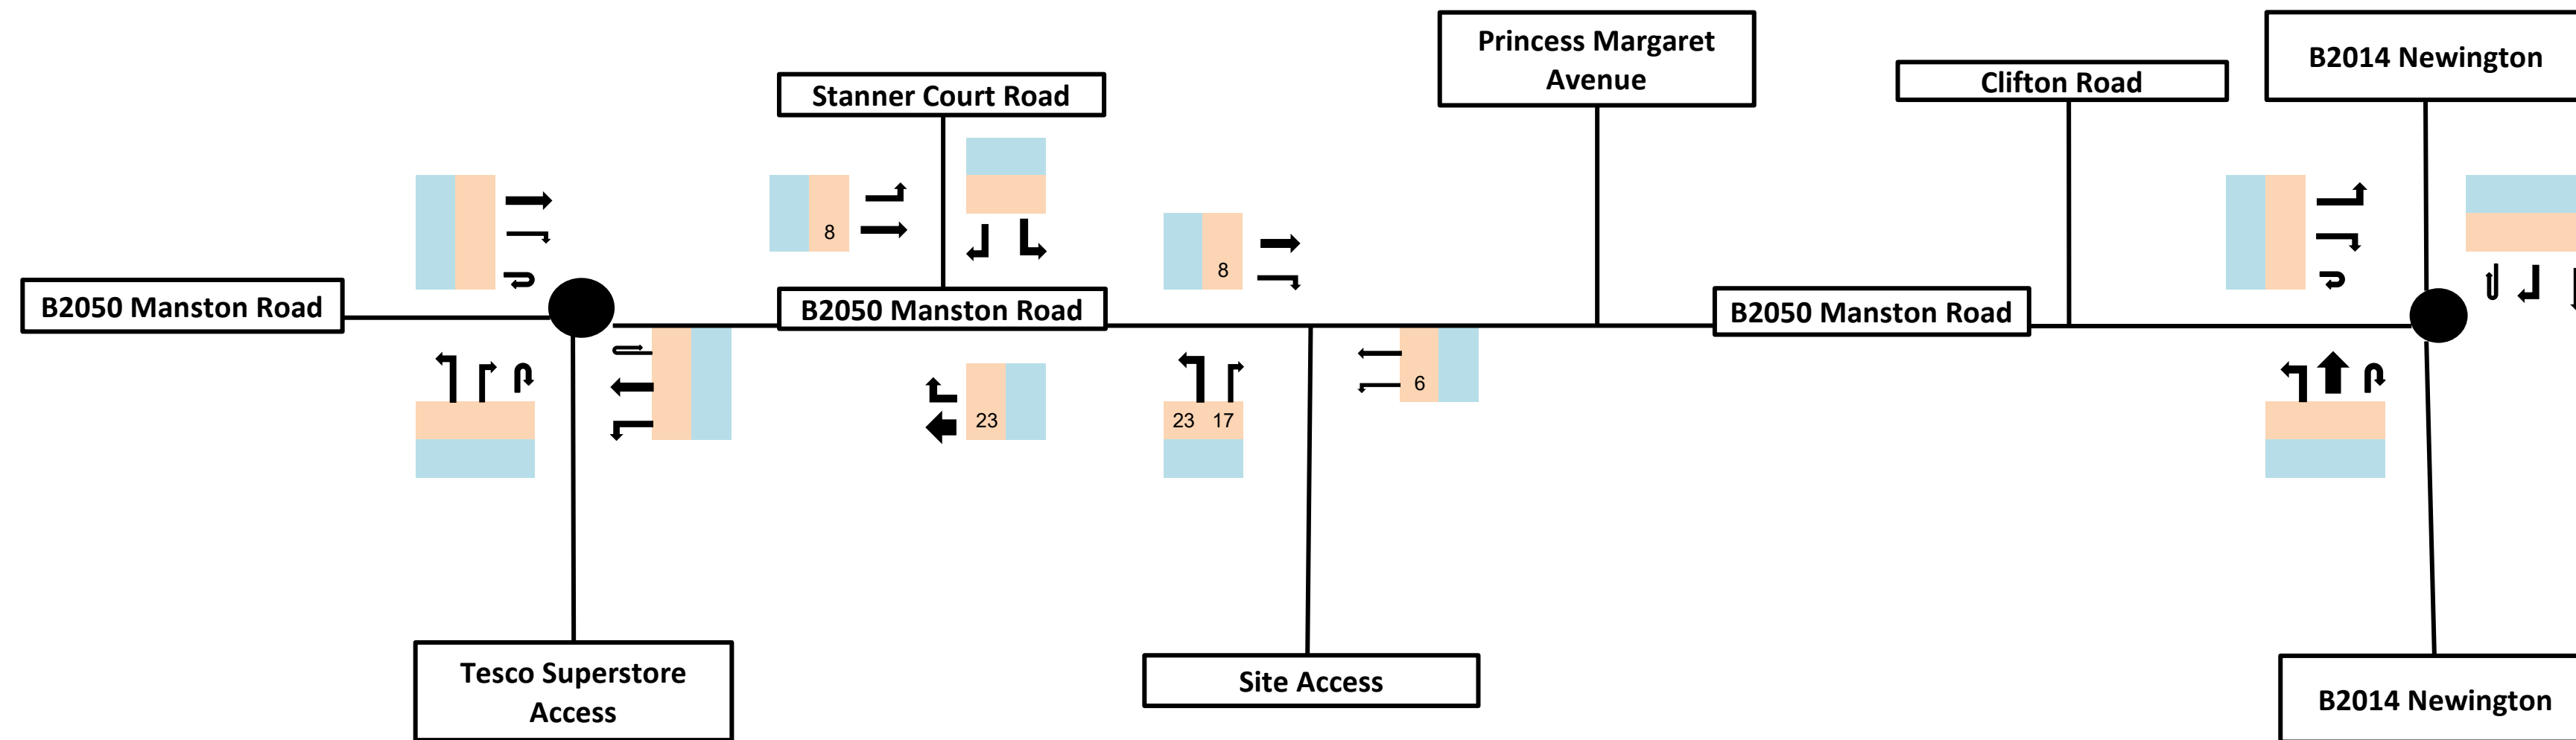 Princess Margaret
Avenue
B2014 Newington
Clifton Road
Stanner Court Road
8
8
B2050 Manston Road
B2050 Manston Road
B2050 Manston Road
6
23
23 17
Tesco Superstore
Access
Site Access
B2014 Newington